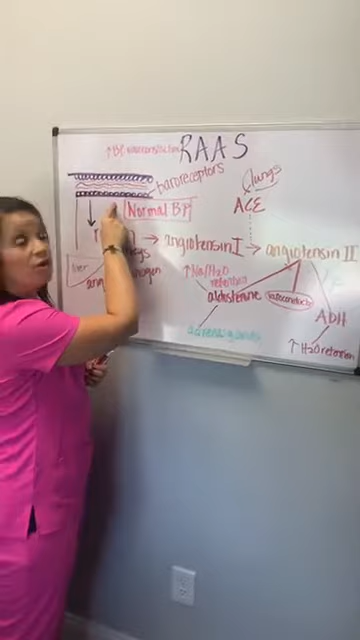 RAAS
↑BP vasoconstriction
lungs
baroreceptors
ACE
Normal BP
angiotensin I → angiotensin II
liver
↑Na/H2O
retention
aldosterone
vasoconstriction
ADH
adrenal glands
↑H2O retention